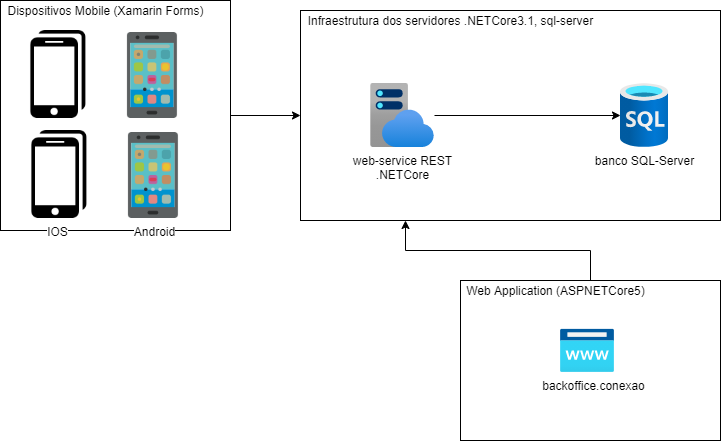 Dispositivos Mobile (Xamarin Forms)
IOS
Android
Infraestrutura dos servidores .NETCore3.1, sql-server
web-service REST
.NETCore
SQL
banco SQL-Server
Web Application (ASPNETCore5)
www
backoffice.conexao